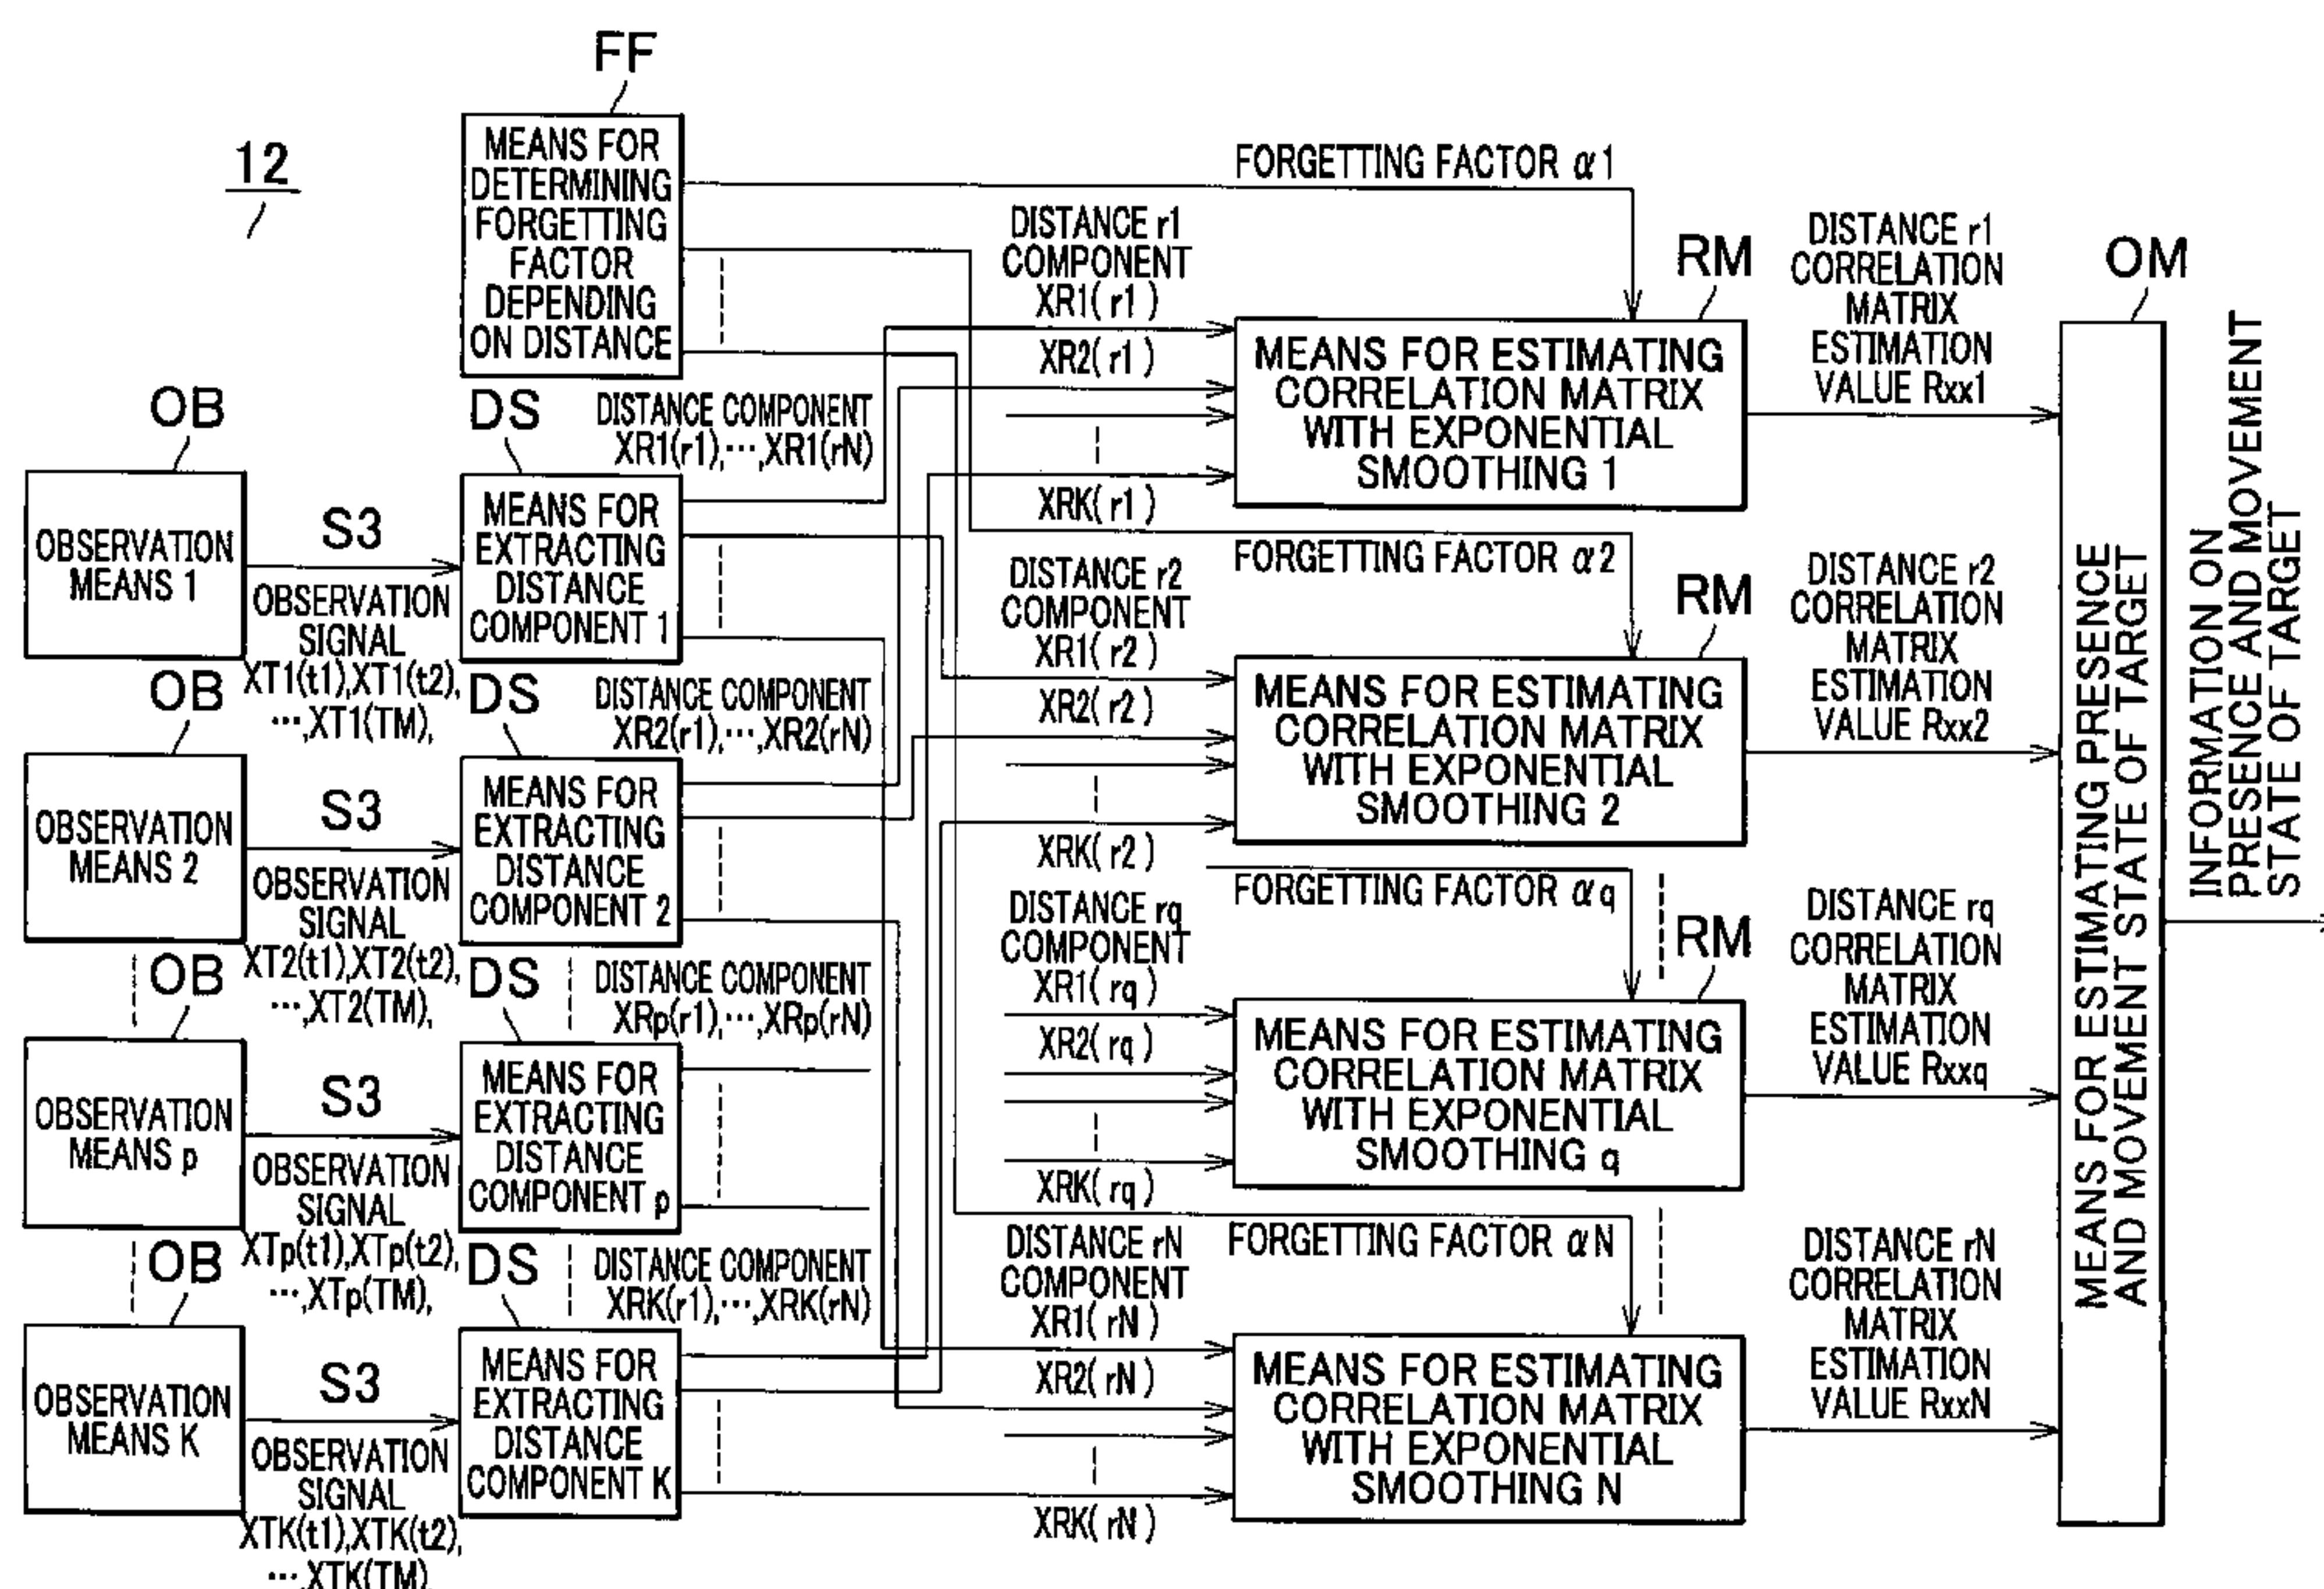 12
FF
MEANS FOR
DETERMINING
FORGETTING
FACTOR
DEPENDING
ON DISTANCE
OB
OBSERVATION
MEANS 1
S3
OBSERVATION
SIGNAL
XT1(t1),XT1(t2),
…,XT1(TM),
DS
MEANS FOR
EXTRACTING
DISTANCE
COMPONENT 1
DISTANCE COMPONENT
XR1(r1),…,XR1(rN)
OB
OBSERVATION
MEANS 2
S3
OBSERVATION
SIGNAL
XT2(t1),XT2(t2),
…,XT2(TM),
DS
MEANS FOR
EXTRACTING
DISTANCE
COMPONENT 2
DISTANCE COMPONENT
XR2(r1),…,XR2(rN)
OB
OBSERVATION
MEANS p
S3
OBSERVATION
SIGNAL
XTp(t1),XTp(t2),
…,XTp(TM),
DS
MEANS FOR
EXTRACTING
DISTANCE
COMPONENT p
DISTANCE COMPONENT
XRp(r1),…,XRp(rN)
OB
OBSERVATION
MEANS K
S3
OBSERVATION
SIGNAL
XTK(t1),XTK(t2),
…,XTK(TM)
DS
MEANS FOR
EXTRACTING
DISTANCE
COMPONENT K
DISTANCE COMPONENT
XRK(r1),…,XRK(rN)
FORGETTING FACTOR α1
DISTANCE r1
COMPONENT
XR1( r1 )
XR2( r1 )
XRK( r1 )
RM
MEANS FOR ESTIMATING
CORRELATION MATRIX
WITH EXPONENTIAL
SMOOTHING 1
DISTANCE r1
CORRELATION
MATRIX
ESTIMATION
VALUE Rxx1
FORGETTING FACTOR α2
DISTANCE r2
COMPONENT
XR1( r2 )
XR2( r2 )
XRK( r2 )
RM
MEANS FOR ESTIMATING
CORRELATION MATRIX
WITH EXPONENTIAL
SMOOTHING 2
DISTANCE r2
CORRELATION
MATRIX
ESTIMATION
VALUE Rxx2
FORGETTING FACTOR αq
DISTANCE rq
COMPONENT
XR1( rq )
XR2( rq )
XRK( rq )
RM
MEANS FOR ESTIMATING
CORRELATION MATRIX
WITH EXPONENTIAL
SMOOTHING q
DISTANCE rq
CORRELATION
MATRIX
ESTIMATION
VALUE Rxxq
FORGETTING FACTOR αN
DISTANCE rN
COMPONENT
XR1( rN )
XR2( rN )
XRK( rN )
MEANS FOR ESTIMATING
CORRELATION MATRIX
WITH EXPONENTIAL
SMOOTHING N
DISTANCE rN
CORRELATION
MATRIX
ESTIMATION
VALUE RxxN
OM
MEANS FOR ESTIMATING PRESENCE
AND MOVEMENT STATE OF TARGET
INFORMATION ON
PRESENCE AND MOVEMENT
STATE OF TARGET